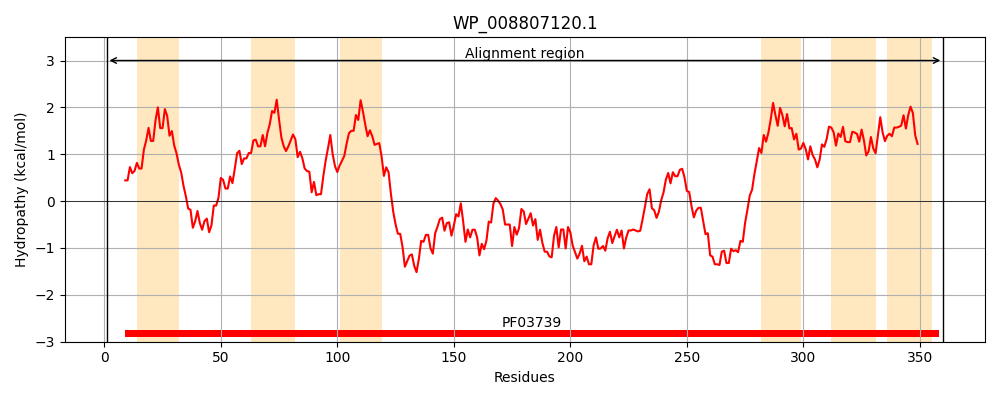 WP_008807120.1
Alignment region
PF03739
Hydropathy (kcal/mol)
3
2
1
0
−1
−2
−3
0 50 100 150 200 250 300 350
Residues